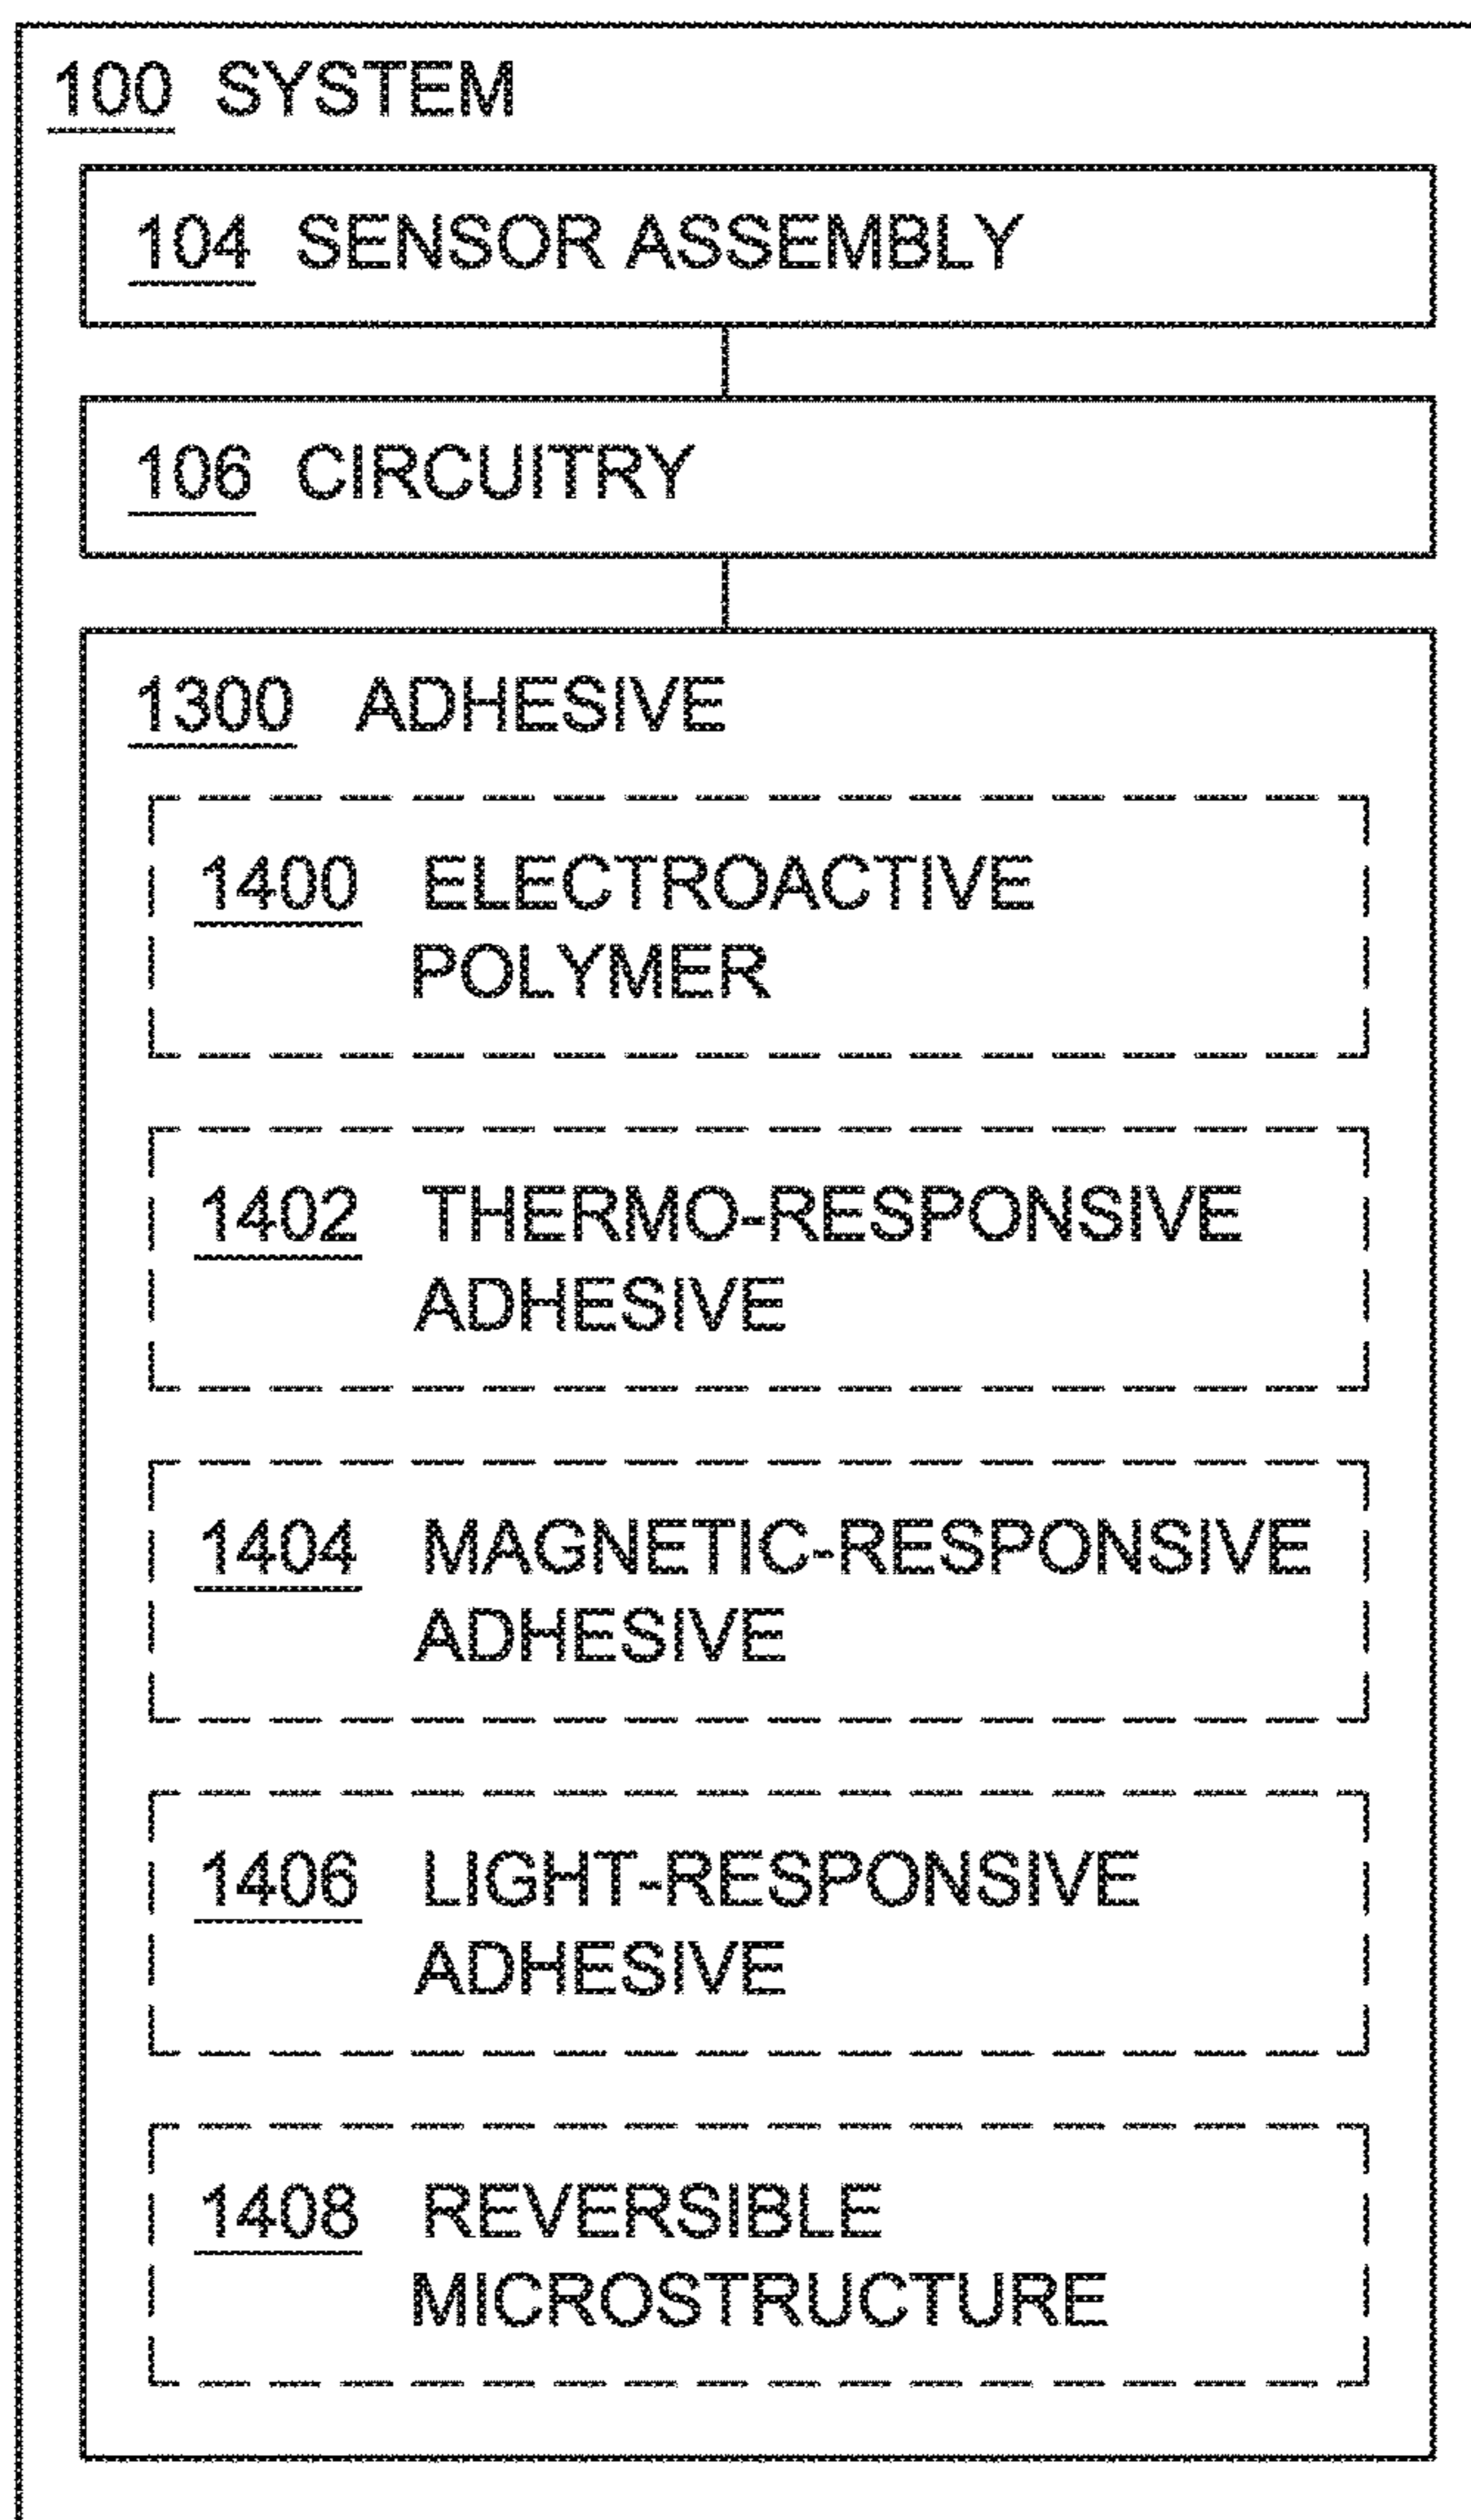 100 SYSTEM
104 SENSOR ASSEMBLY
106 CIRCUITRY
1300 ADHESIVE
1400 ELECTROACTIVE
POLYMER
1402 THERMO-RESPONSIVE
ADHESIVE
1404 MAGNETIC-RESPONSIVE
ADHESIVE
1406 LIGHT-RESPONSIVE
ADHESIVE
1408 REVERSIBLE
MICROSTRUCTURE